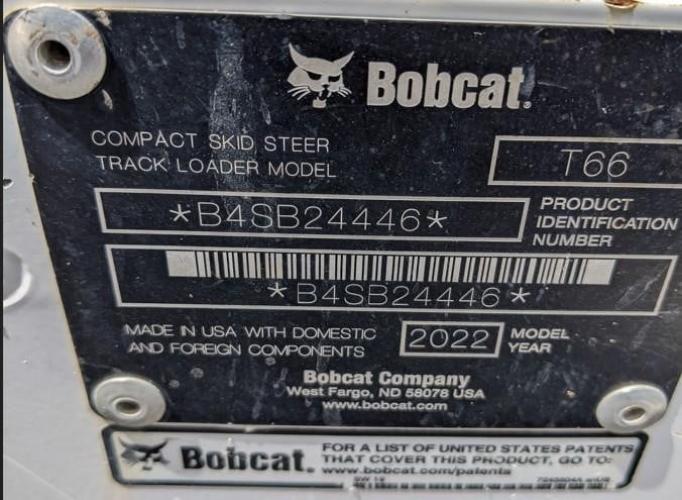 Bobcat.
COMPACT SKID STEER
TRACK LOADER MODEL
T66
*B4SB24446*
PRODUCT
IDENTIFICATION
NUMBER
*B4SB24446*
MADE IN USA WITH DOMESTIC
AND FOREIGN COMPONENTS
2022
MODEL
YEAR
Bobcat Company
West Fargo, ND 58078 USA
www.bobcat.com
Bobcat.
FOR A LIST OF UNITED STATES PATENTS
THAT COVER THIS PRODUCT, GO TO:
www.bobcat.com/patents